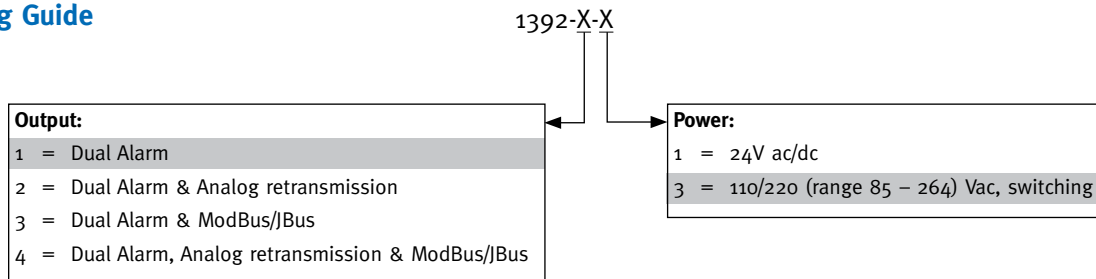 g Guide
1392-X-X
Output:
1 = Dual Alarm
2 = Dual Alarm & Analog retransmission
3 = Dual Alarm & ModBus/JBus
4 = Dual Alarm, Analog retransmission & ModBus/JBus
Power:
1 = 24V ac/dc
3 = 110/220 (range 85 – 264) Vac, switching